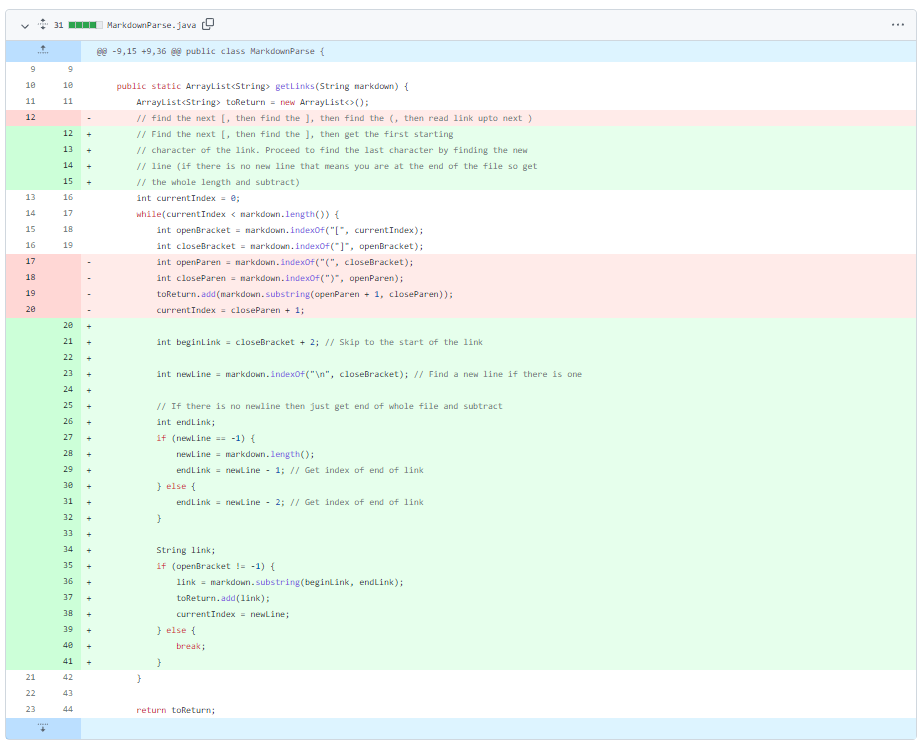 31 MarkdownParse.java
@@ -9,15 +9,36 @@ public class MarkdownParse {
9 9
10 10 public static ArrayList<String> getLinks(String markdown) {
11 11 ArrayList<String> toReturn = new ArrayList<>();
12 - // find the next [, then find the ], then find the (, then read link upto next )
12 + // Find the next [, then find the ], then get the first starting
13 + // character of the link. Proceed to find the last character by finding the new
14 + // line (if there is no new line that means you are at the end of the file so get
15 + // the whole length and subtract)
13 16 int currentIndex = 0;
14 17 while(currentIndex < markdown.length()) {
15 18 int openBracket = markdown.indexOf("[", currentIndex);
16 19 int closeBracket = markdown.indexOf("]", openBracket);
17 - int openParen = markdown.indexOf("(", closeBracket);
18 - int closeParen = markdown.indexOf(")", openParen);
19 - toReturn.add(markdown.substring(openParen + 1, closeParen));
20 - currentIndex = closeParen + 1;
20 +
21 + int beginLink = closeBracket + 2; // Skip to the start of the link
22 +
23 + int newLine = markdown.indexOf("\n", closeBracket); // Find a new line if there is one
24 +
25 + // If there is no newline then just get end of whole file and subtract
26 + int endLink;
27 + if (newLine == -1) {
28 + newLine = markdown.length();
29 + endLink = newLine - 1; // Get index of end of link
30 + } else {
31 + endLink = newLine - 2; // Get index of end of link
32 + }
33 +
34 + String link;
35 + if (openBracket != -1) {
36 + link = markdown.substring(beginLink, endLink);
37 + toReturn.add(link);
38 + currentIndex = newLine;
39 + } else {
40 + break;
41 + }
21 42 }
22 43
23 44 return toReturn;